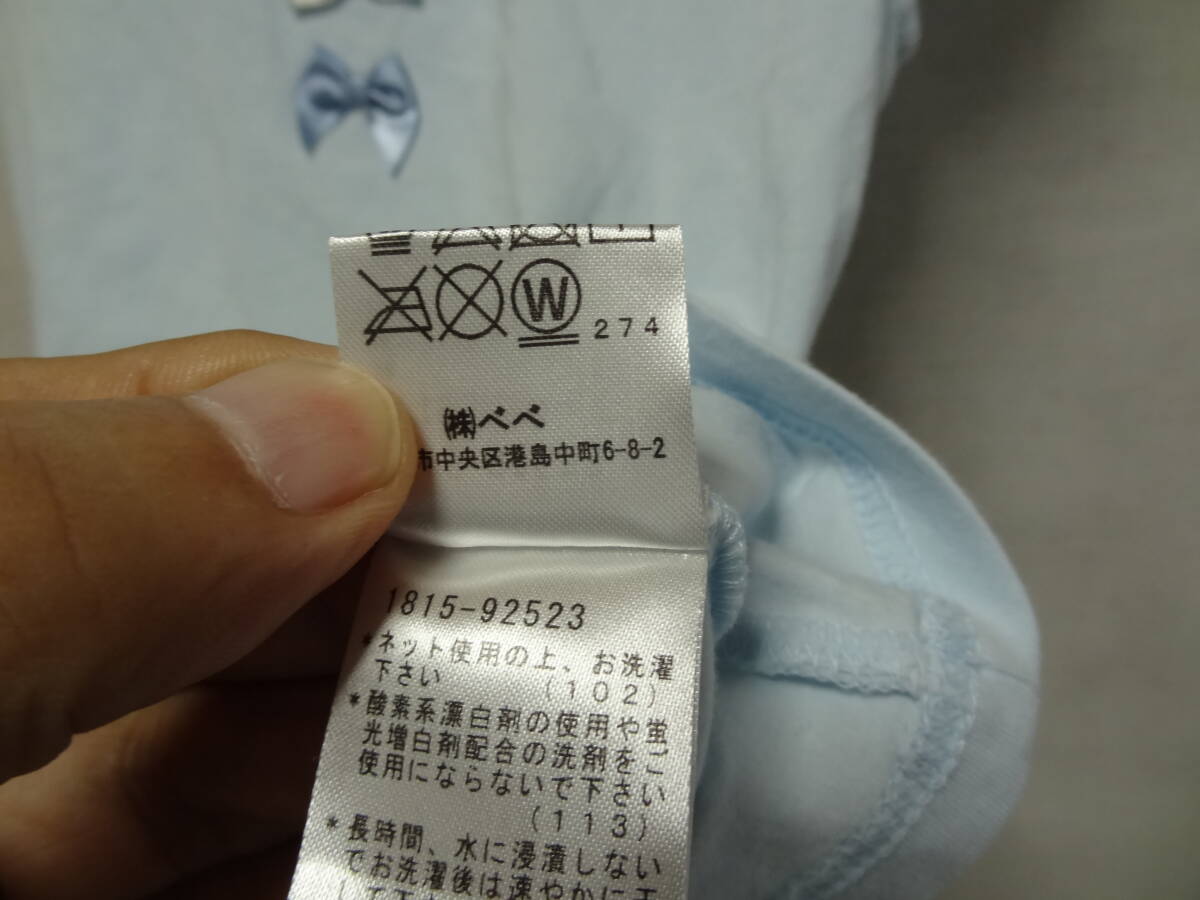 W
274
㈱べべ
市中央区港島中町6-8-2
1815-92523
*ネット使用の上、お洗濯
下さい (102)
*酸素系漂白剤の使用や蛍
光増白剤配合の洗剤をご
使用にならないで下さい
(113)
*長時間、水に浸漬しない
でお洗濯後は速やかに干
して下さ